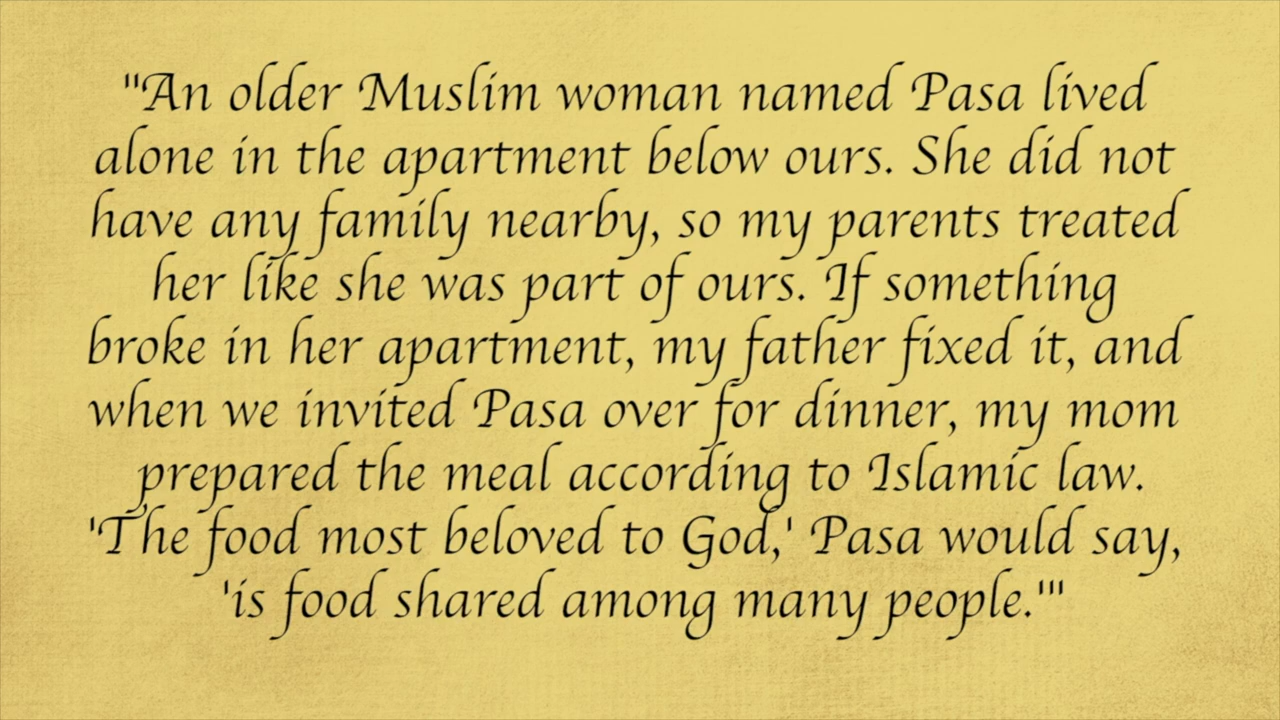 "An older Muslim woman named Pasa lived
alone in the apartment below ours. She did not
have any family nearby, so my parents treated
her like she was part of ours. If something
broke in her apartment, my father fixed it, and
when we invited Pasa over for dinner, my mom
prepared the meal according to Islamic law.
'The food most beloved to God,' Pasa would say,
'is food shared among many people.'"